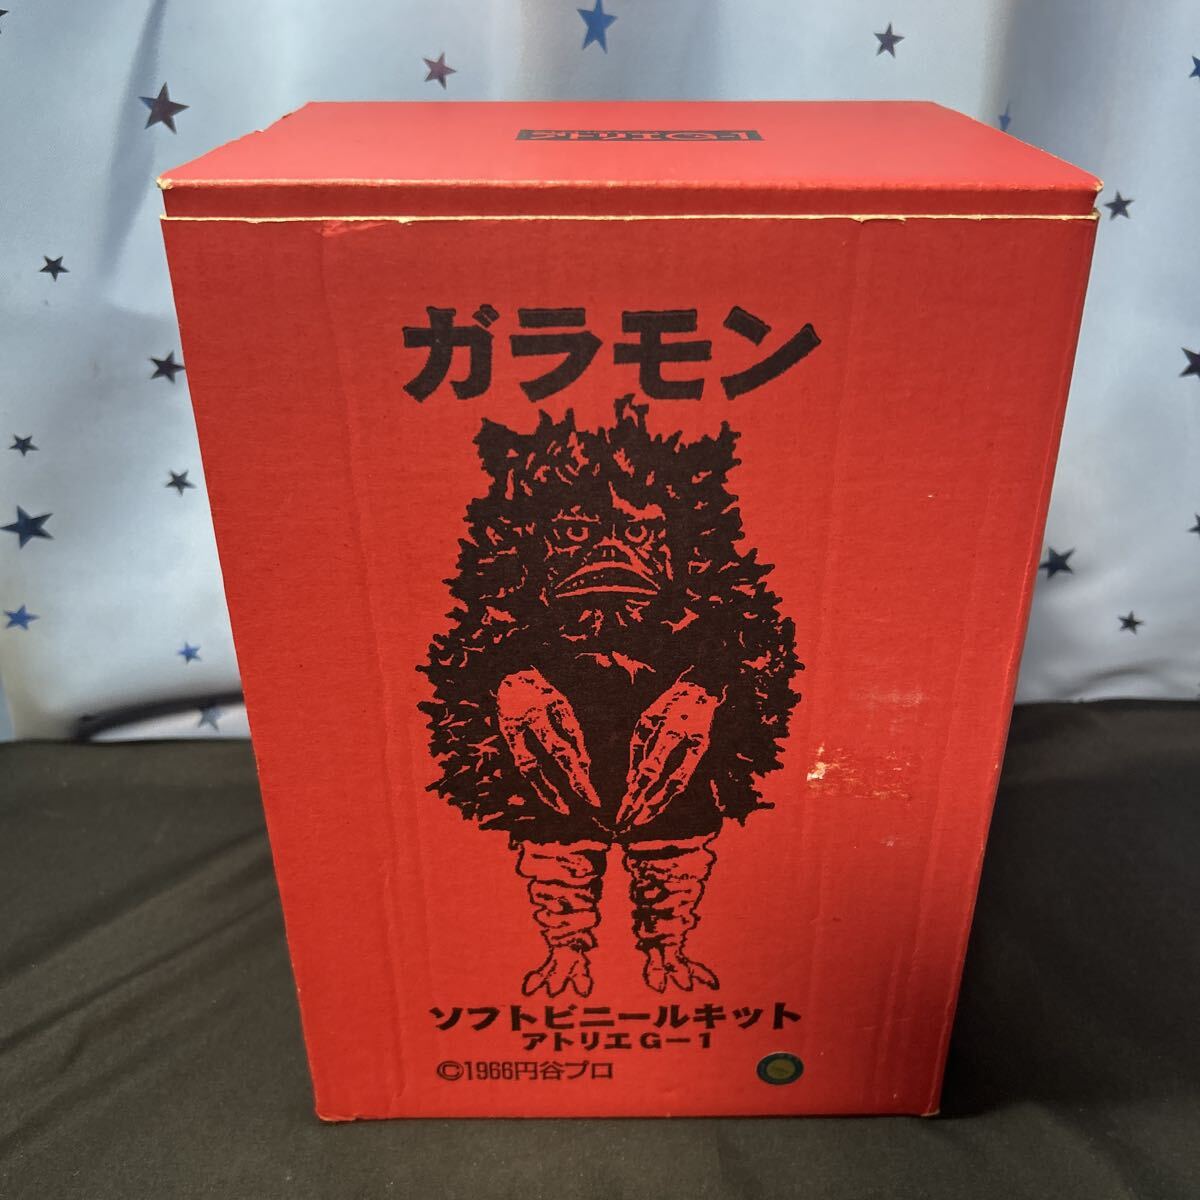 ガラモン
ソフトビニールキット
アトリエ G-1
©1966円谷プロ